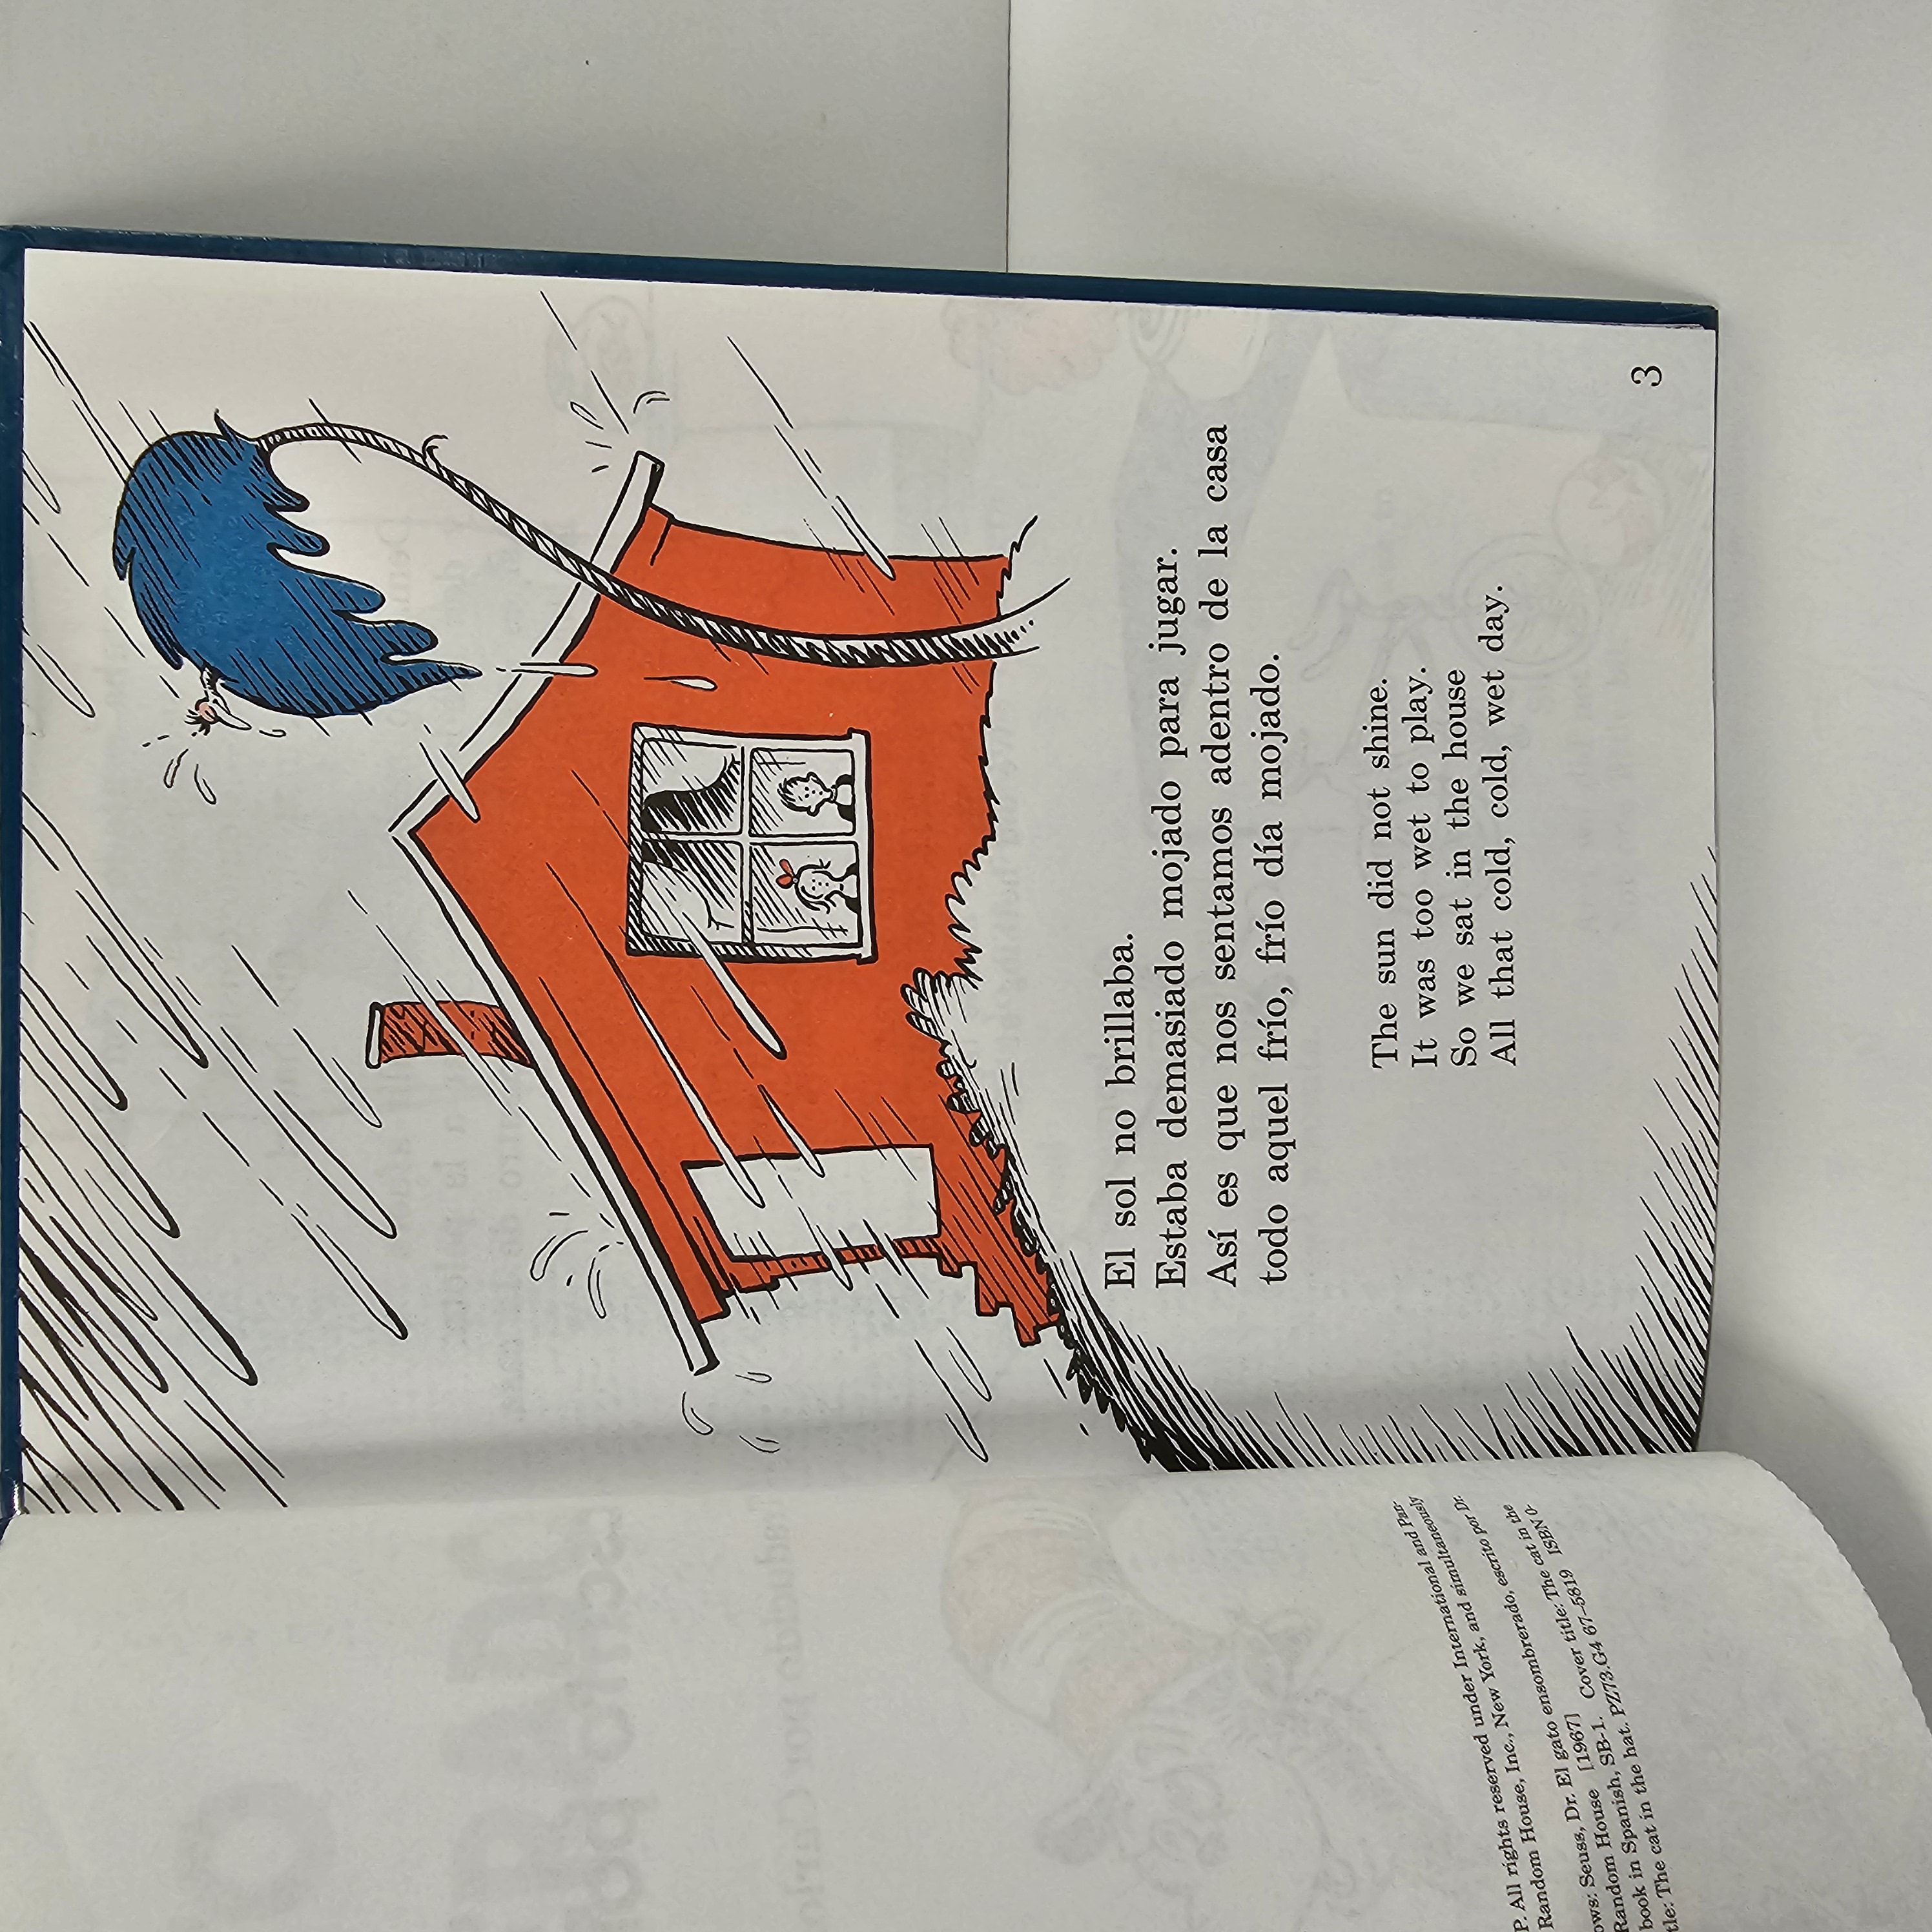 P. All rights reserved under International and Pan-
Random House, Inc., New York, and simultaneously
ows: Seuss, Dr. El gato ensombrerado, escrito por Dr.
Random House [1967]
book in Spanish, SB-1. Cover title: The cat in the
tle: The cat in the hat. PZ73.G4 67–5819 ISBN 0-
El sol no brillaba.
Estaba demasiado mojado para jugar.
Así es que nos sentamos adentro de la casa
todo aquel frío, frío día mojado.
The sun did not shine.
It was too wet to play.
So we sat in the house
All that cold, cold, wet day.
3